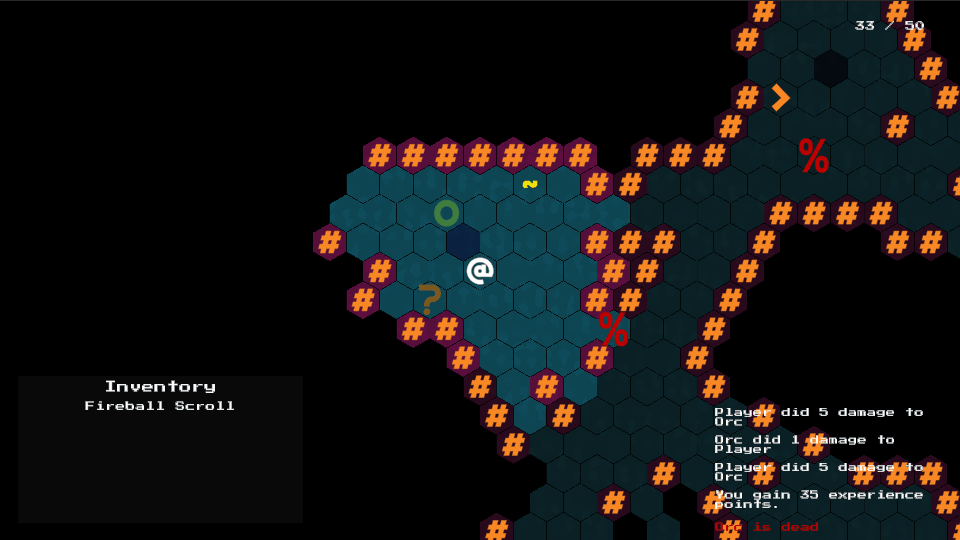 33 / 50
Inventory
Fireball Scroll
Player did 5 damage to
Orc
Orc did 1 damage to
Player
Player did 5 damage to
Orc
You gain 35 experience
points.
Orc is dead